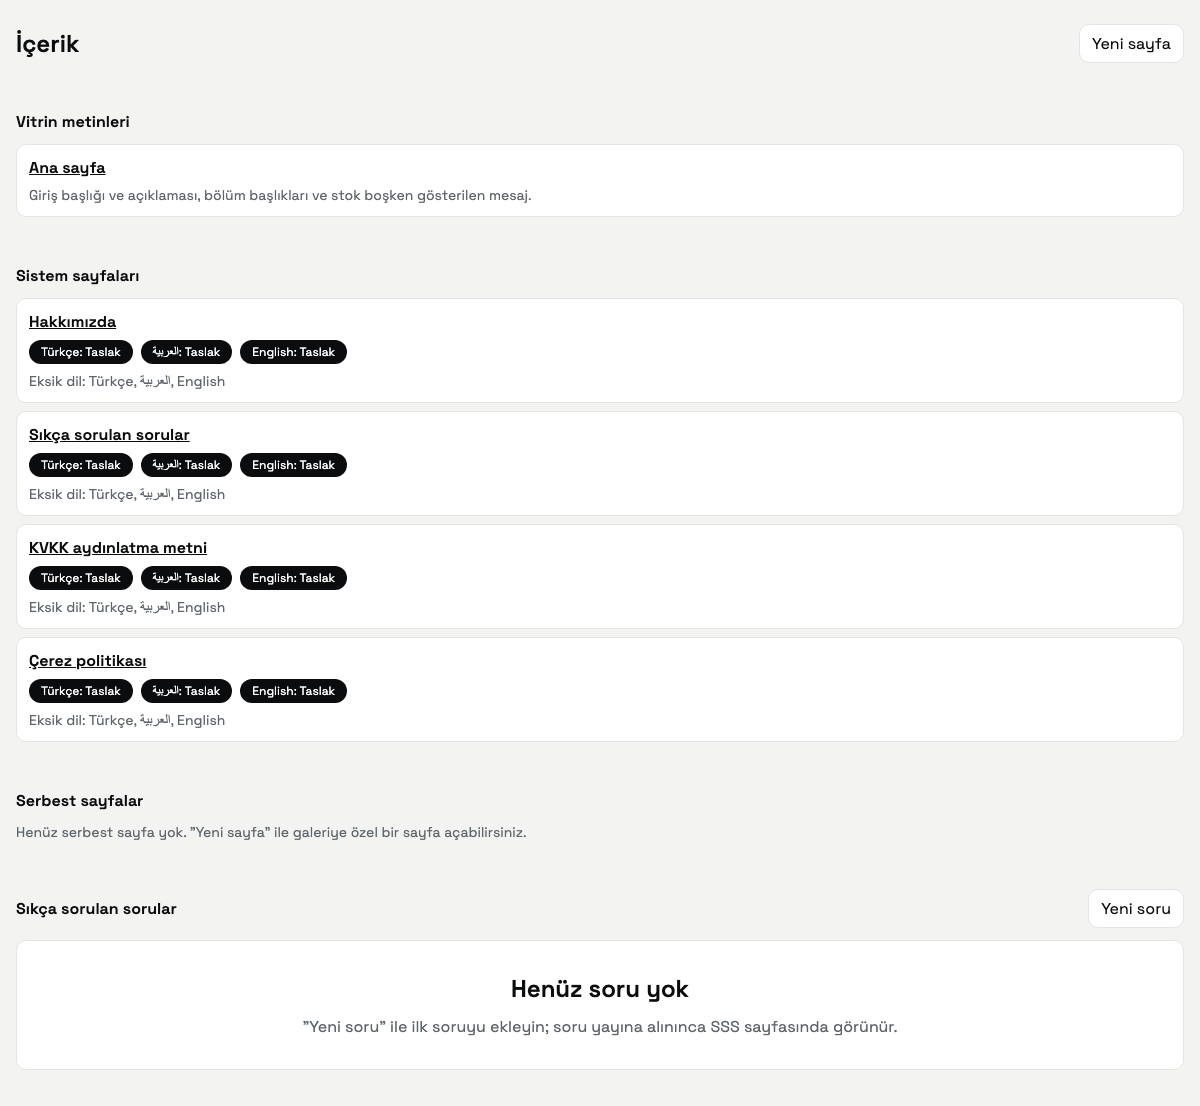 İçerik
Yeni sayfa
Vitrin metinleri
Ana sayfa
Giriş başlığı ve açıklaması, bölüm başlıkları ve stok boşken gösterilen mesaj.
Sistem sayfaları
Hakkımızda
Türkçe: Taslak
العربية: Taslak
English: Taslak
Eksik dil: Türkçe, العربية, English
Sıkça sorulan sorular
Türkçe: Taslak
العربية: Taslak
English: Taslak
Eksik dil: Türkçe, العربية, English
KVKK aydınlatma metni
Türkçe: Taslak
العربية: Taslak
English: Taslak
Eksik dil: Türkçe, العربية, English
Çerez politikası
Türkçe: Taslak
العربية: Taslak
English: Taslak
Eksik dil: Türkçe, العربية, English
Serbest sayfalar
Henüz serbest sayfa yok. ”Yeni sayfa” ile galeriye özel bir sayfa açabilirsiniz.
Sıkça sorulan sorular
Yeni soru
Henüz soru yok
”Yeni soru” ile ilk soruyu ekleyin; soru yayına alınınca SSS sayfasında görünür.